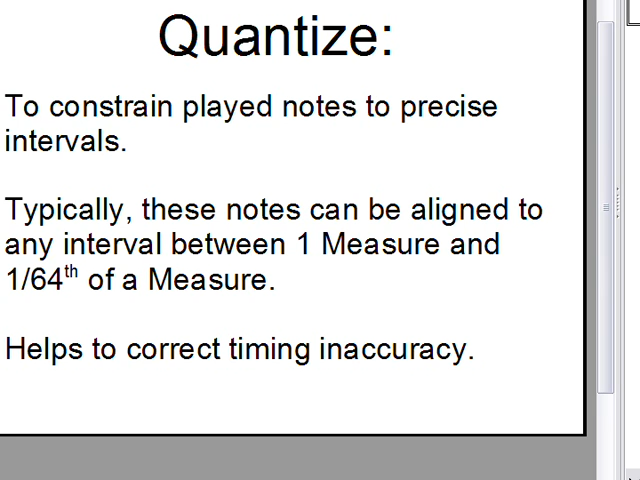 Quantize:
To constrain played notes to precise
intervals.
Typically, these notes can be aligned to
any interval between 1 Measure and
1/64th of a Measure.
Helps to correct timing inaccuracy.